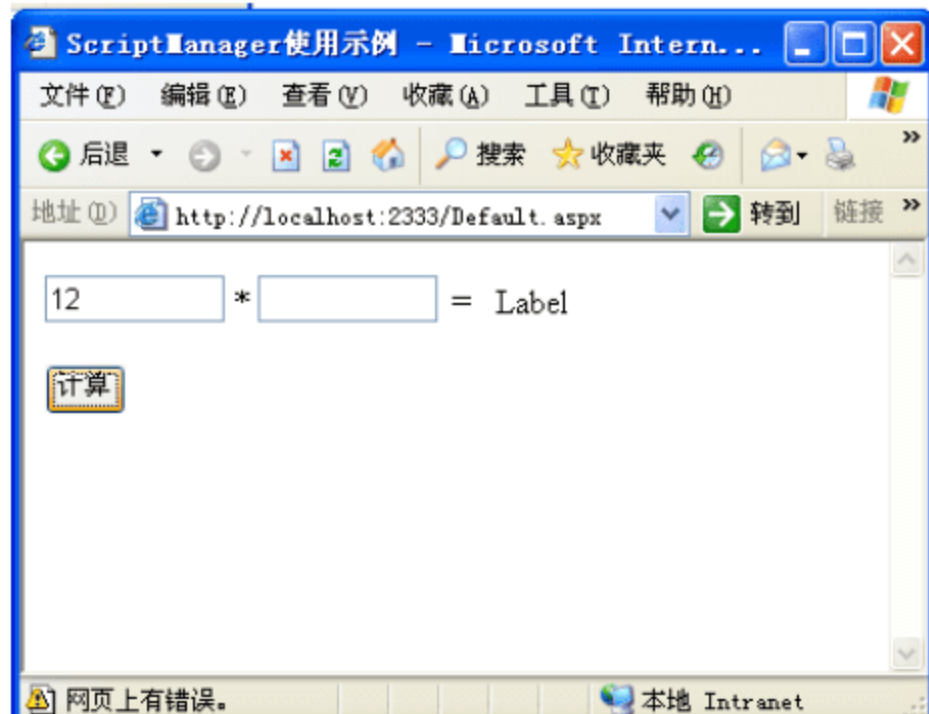 ScriptManager使用示例 - Microsoft Intern...
文件(F) 编辑(E) 查看(V) 收藏(A) 工具(T) 帮助(H)
后退 搜索 收藏夹 »
地址(D) http://localhost:2333/Default.aspx 转到 链接 »
12 * = Label
计算
网页上有错误。 本地 Intranet